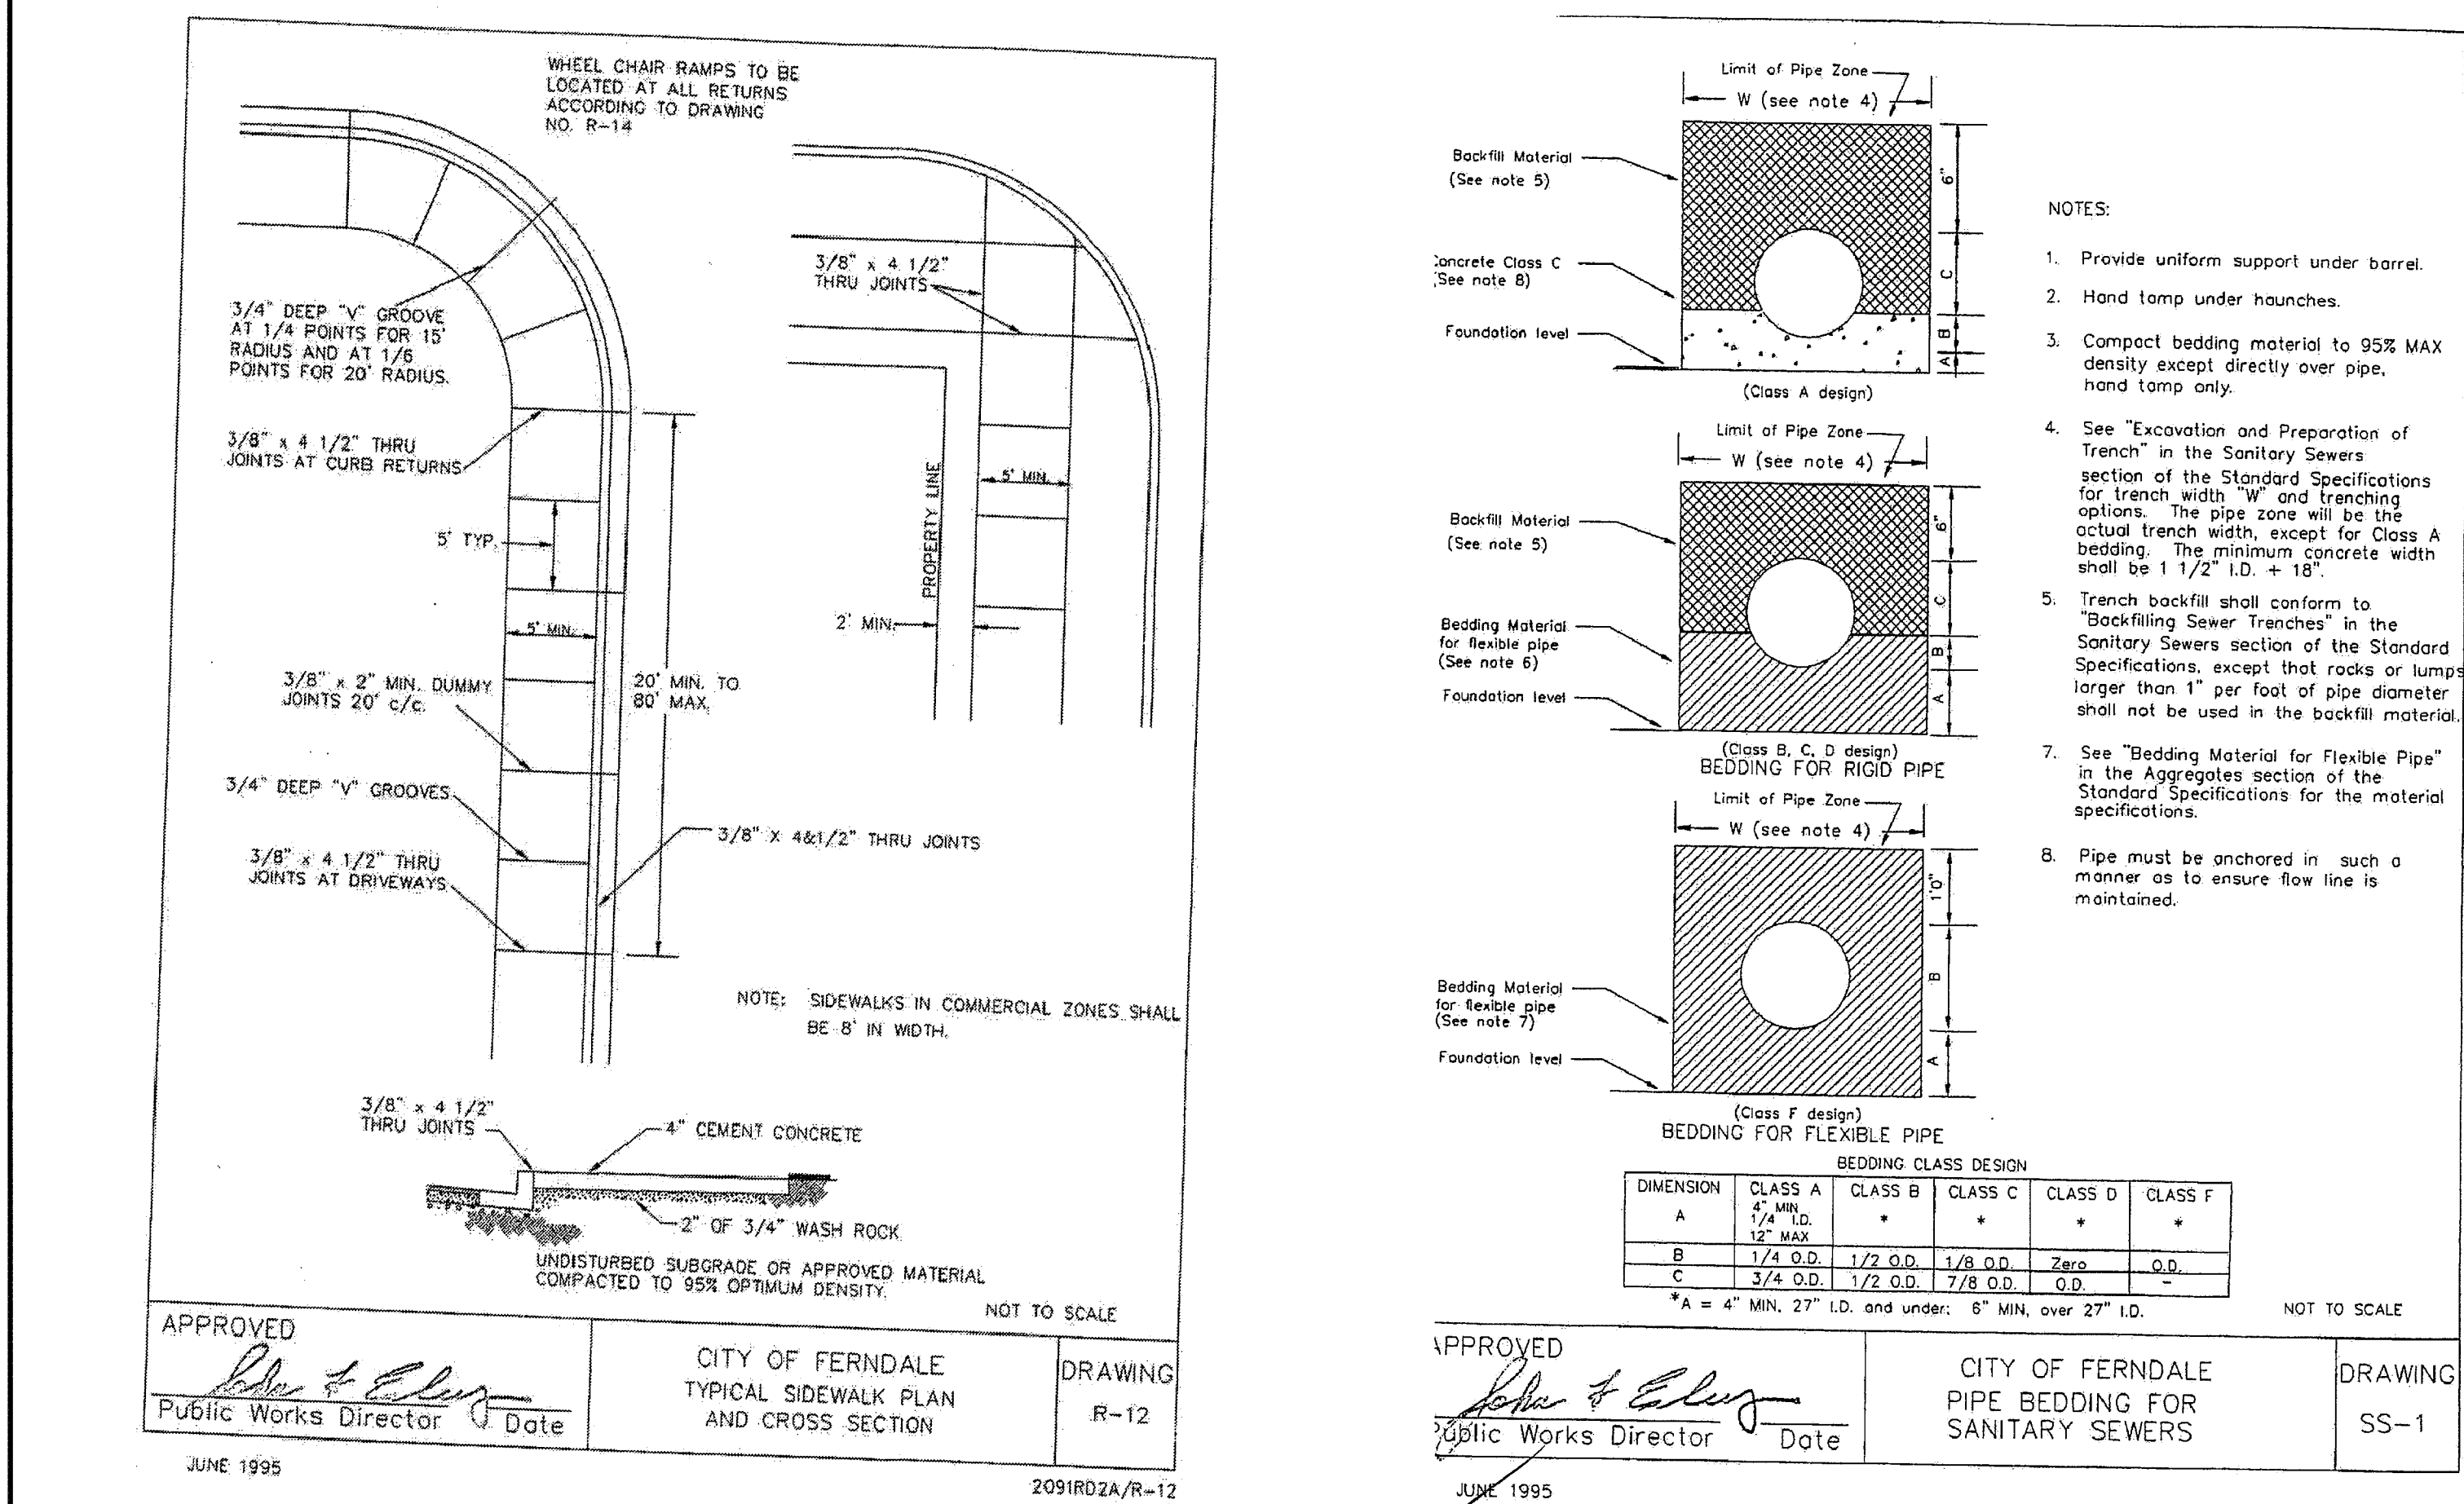 WHEEL CHAIR RAMPS TO BE
LOCATED AT ALL RETURNS
ACCORDING TO DRAWING
NO. R-14
3/8" x 4 1/2"
THRU JOINTS
3/4" DEEP "V" GROOVE
AT 1/4 POINTS FOR 15'
RADIUS AND AT 1/6
POINTS FOR 20' RADIUS.
3/8" x 4 1/2" THRU
JOINTS AT CURB RETURNS
5' MIN.
PROPERTY LINE
5' TYP.
2' MIN.
5' MIN.
3/8" x 2" MIN. DUMMY
JOINTS 20' c/c
20' MIN. TO
80' MAX.
3/4" DEEP "V" GROOVES
3/8" X 4&1/2" THRU JOINTS
3/8" x 4 1/2" THRU
JOINTS AT DRIVEWAYS
NOTE: SIDEWALKS IN COMMERCIAL ZONES SHALL
BE 8' IN WIDTH.
3/8" x 4 1/2"
THRU JOINTS
4" CEMENT CONCRETE
2" OF 3/4" WASH ROCK
UNDISTURBED SUBGRADE OR APPROVED MATERIAL
COMPACTED TO 95% OPTIMUM DENSITY.
NOT TO SCALE
APPROVED
Public Works Director Date
CITY OF FERNDALE
TYPICAL SIDEWALK PLAN
AND CROSS SECTION
DRAWING
R-12
JUNE 1995
2091RD2A/R-12
Limit of Pipe Zone
W (see note 4)
Backfill Material
(See note 5)
6"
C
Concrete Class C
(See note 8)
B
Foundation level
A
(Class A design)
Limit of Pipe Zone
W (see note 4)
Backfill Material
(See note 5)
6"
C
Bedding Material
for flexible pipe
(See note 6)
B
Foundation level
A
(Class B, C, D design)
BEDDING FOR RIGID PIPE
Limit of Pipe Zone
W (see note 4)
1'0"
B
Bedding Material
for flexible pipe
(See note 7)
Foundation level
A
(Class F design)
BEDDING FOR FLEXIBLE PIPE
NOTES:
1. Provide uniform support under barrel.
2. Hand tamp under haunches.
3. Compact bedding material to 95% MAX
density except directly over pipe,
hand tamp only.
4. See "Excavation and Preparation of
Trench" in the Sanitary Sewers
section of the Standard Specifications
for trench width "W" and trenching
options. The pipe zone will be the
actual trench width, except for Class A
bedding. The minimum concrete width
shall be 1 1/2" I.D. + 18".
5. Trench backfill shall conform to
"Backfilling Sewer Trenches" in the
Sanitary Sewers section of the Standard
Specifications, except that rocks or lumps
larger than 1" per foot of pipe diameter
shall not be used in the backfill material.
7. See "Bedding Material for Flexible Pipe"
in the Aggregates section of the
Standard Specifications for the material
specifications.
8. Pipe must be anchored in such a
manner as to ensure flow line is
maintained.
BEDDING CLASS DESIGN
DIMENSION CLASS A CLASS B CLASS C CLASS D CLASS F
A 4" MIN 1/4 I.D. 12" MAX * * * *
B 1/4 O.D. 1/2 O.D. 1/8 O.D. Zero O.D.
C 3/4 O.D. 1/2 O.D. 7/8 O.D. O.D. -
*A = 4" MIN, 27" I.D. and under; 6" MIN, over 27" I.D.
NOT TO SCALE
APPROVED
Public Works Director Date
CITY OF FERNDALE
PIPE BEDDING FOR
SANITARY SEWERS
DRAWING
SS-1
JUNE 1995